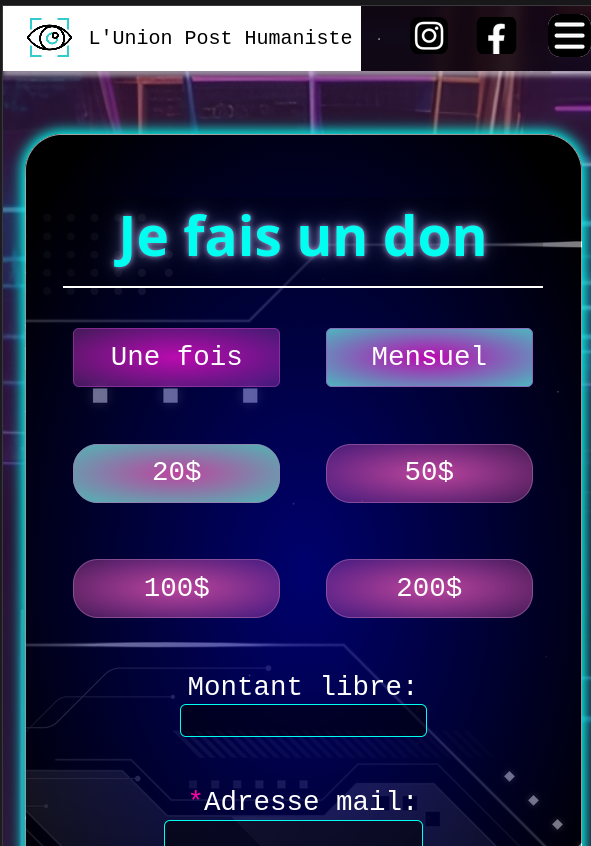 L'Union Post Humaniste
Je fais un don
Une fois
Mensuel
20$
50$
100$
200$
Montant libre:
*Adresse mail: